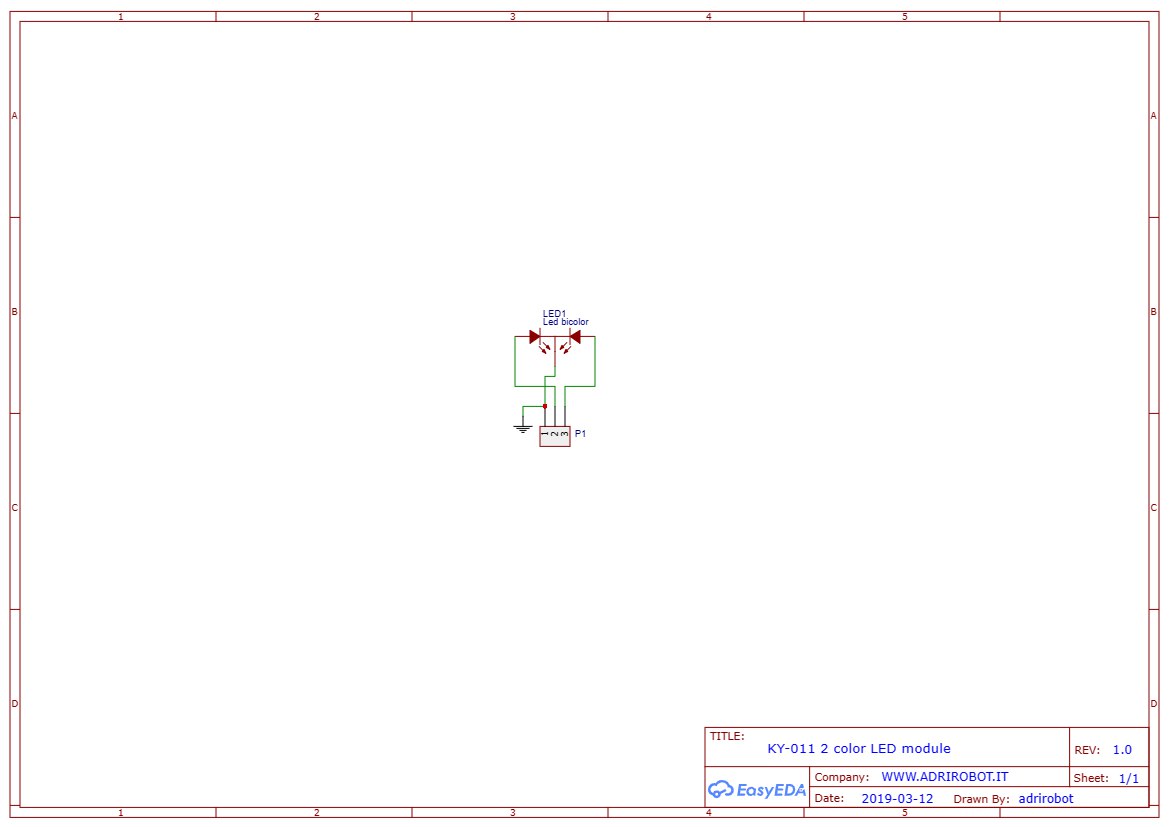 1 2 3 4 5
A A
B B
LED1
Led bicolor
1 2 3 P1
C C
D D
TITLE:
KY-011 2 color LED module
REV: 1.0
EasyEDA
Company: WWW.ADRIROBOT.IT
Sheet: 1/1
Date: 2019-03-12 Drawn By: adrirobot
1 2 3 4 5